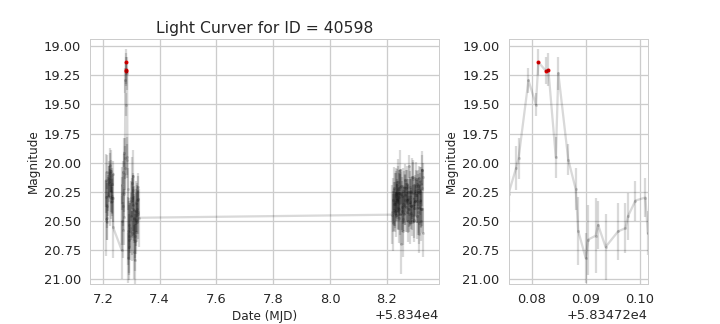 Light Curver for ID = 40598
Magnitude
19.00
19.25
19.50
19.75
20.00
20.25
20.50
20.75
21.00
7.2 7.4 7.6 7.8 8.0 8.2
Date (MJD)
+5.834e4
Magnitude
19.00
19.25
19.50
19.75
20.00
20.25
20.50
20.75
21.00
0.08 0.09 0.10
+5.83472e4